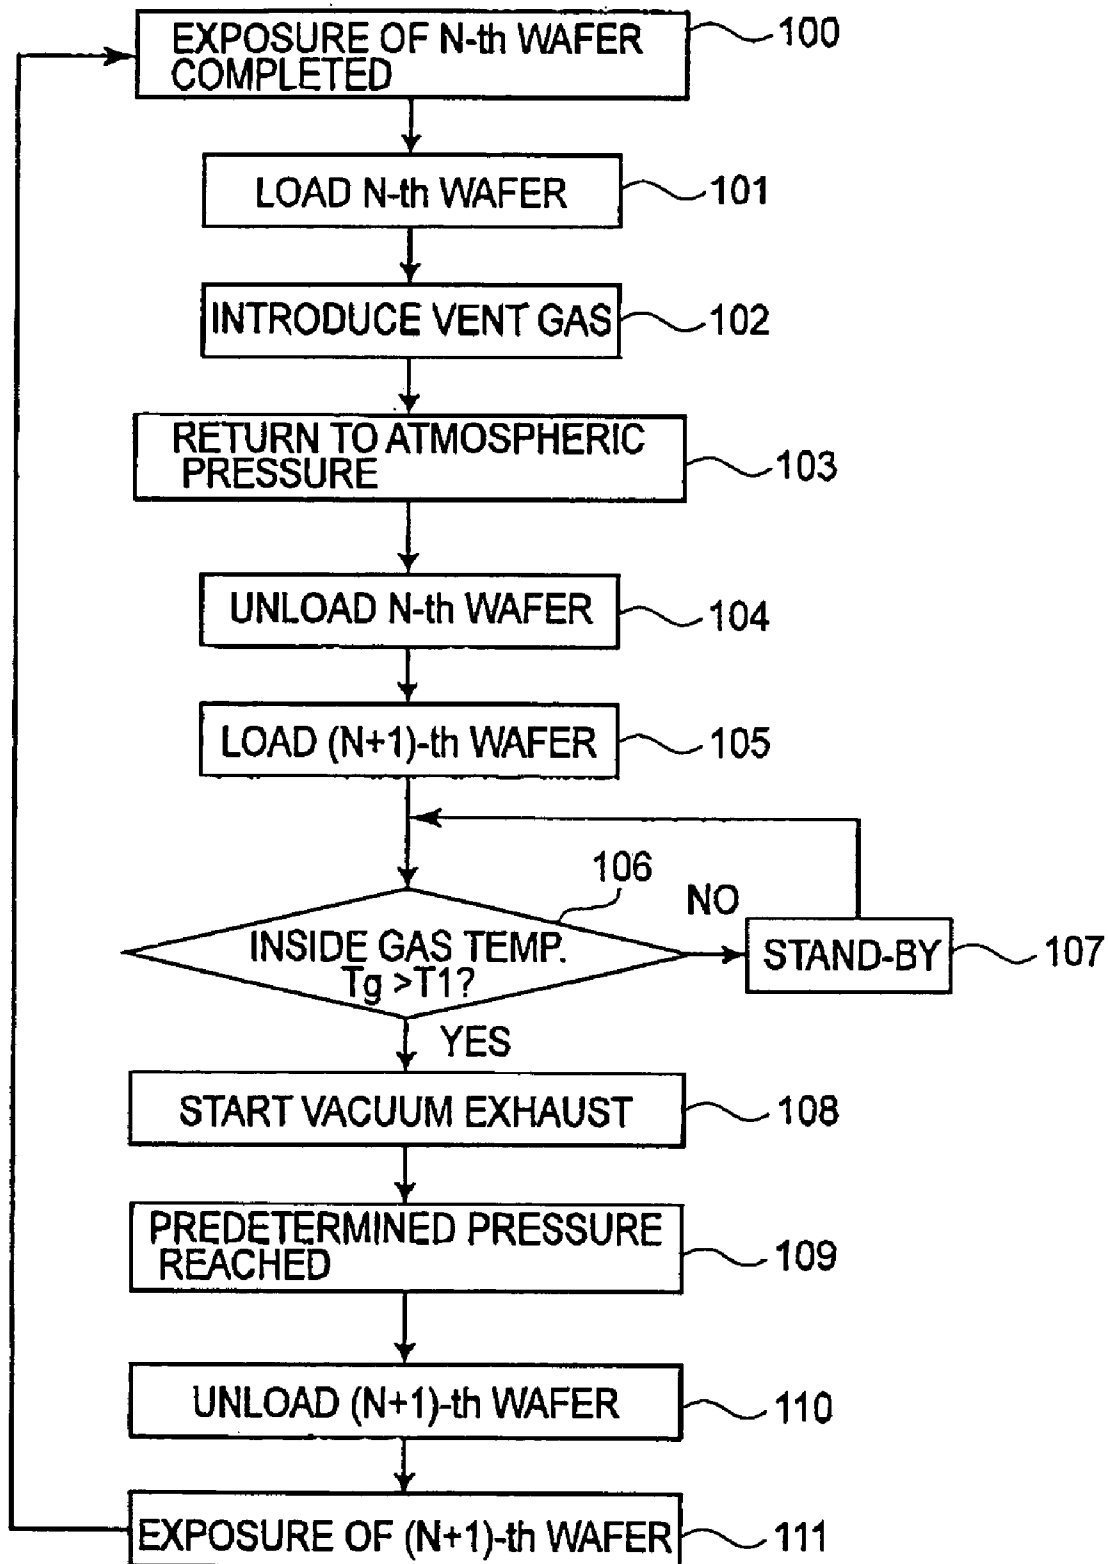 EXPOSURE OF N-th WAFER
COMPLETED
100
LOAD N-th WAFER
101
INTRODUCE VENT GAS
102
RETURN TO ATMOSPHERIC
PRESSURE
103
UNLOAD N-th WAFER
104
LOAD (N+1)-th WAFER
105
106
INSIDE GAS TEMP.
Tg >T1?
NO
STAND-BY
107
YES
START VACUUM EXHAUST
108
PREDETERMINED PRESSURE
REACHED
109
UNLOAD (N+1)-th WAFER
110
EXPOSURE OF (N+1)-th WAFER
111